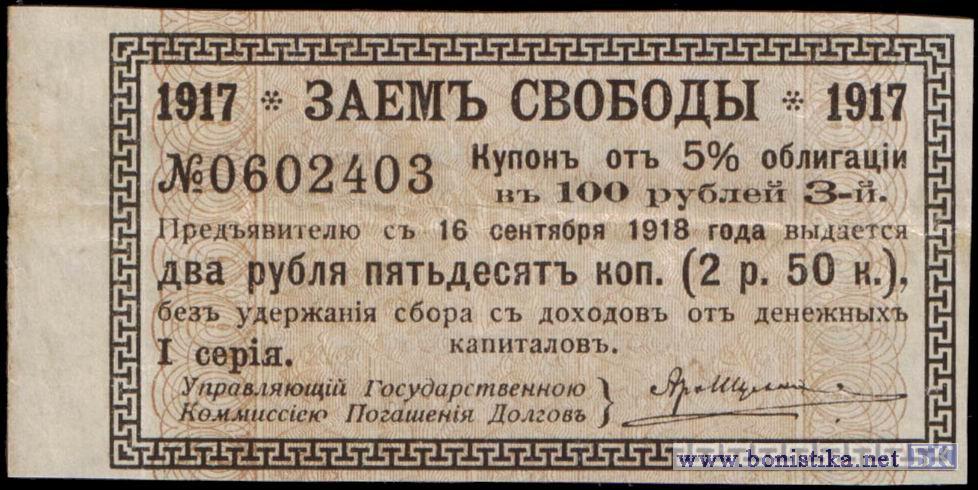 1917 * ЗАЕМЪ СВОБОДЫ * 1917
№0602403
Купонъ отъ 5% облигаціи
въ 100 рублей 3-й.
Предъявителю съ 16 сентября 1918 года выдается
два рубля пятьдесятъ коп. (2 р. 50 к.),
безъ удержанія сбора съ доходовъ отъ денежныхъ
капиталовъ.
I серія.
Управляющій Государственною
Коммиссіею Погашенія Долговъ
www.bonistika.net